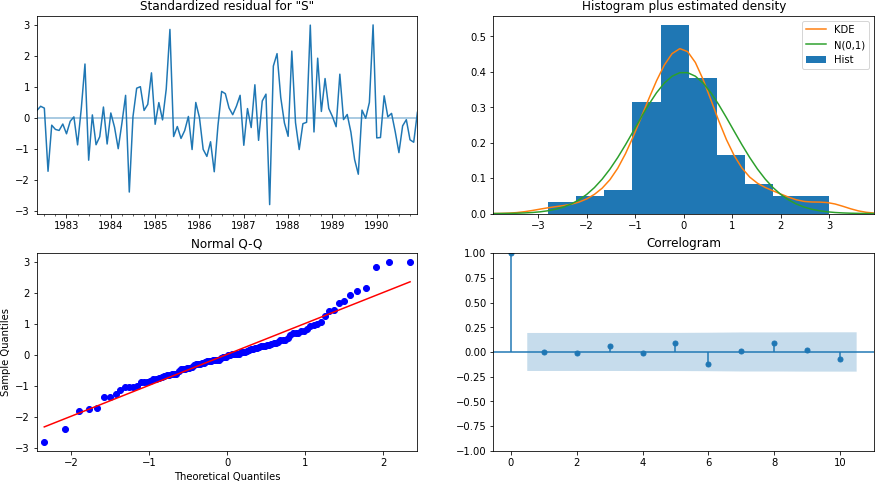 Standardized residual for "S"
3
2
1
0
−1
−2
−3
1983 1984 1985 1986 1987 1988 1989 1990
Histogram plus estimated density
KDE
N(0,1)
Hist
0.5
0.4
0.3
0.2
0.1
0.0
−3 −2 −1 0 1 2 3
Normal Q-Q
Sample Quantiles
3
2
1
0
−1
−2
−3
−2 −1 0 1 2
Theoretical Quantiles
Correlogram
1.00
0.75
0.50
0.25
0.00
−0.25
−0.50
−0.75
−1.00
0 2 4 6 8 10